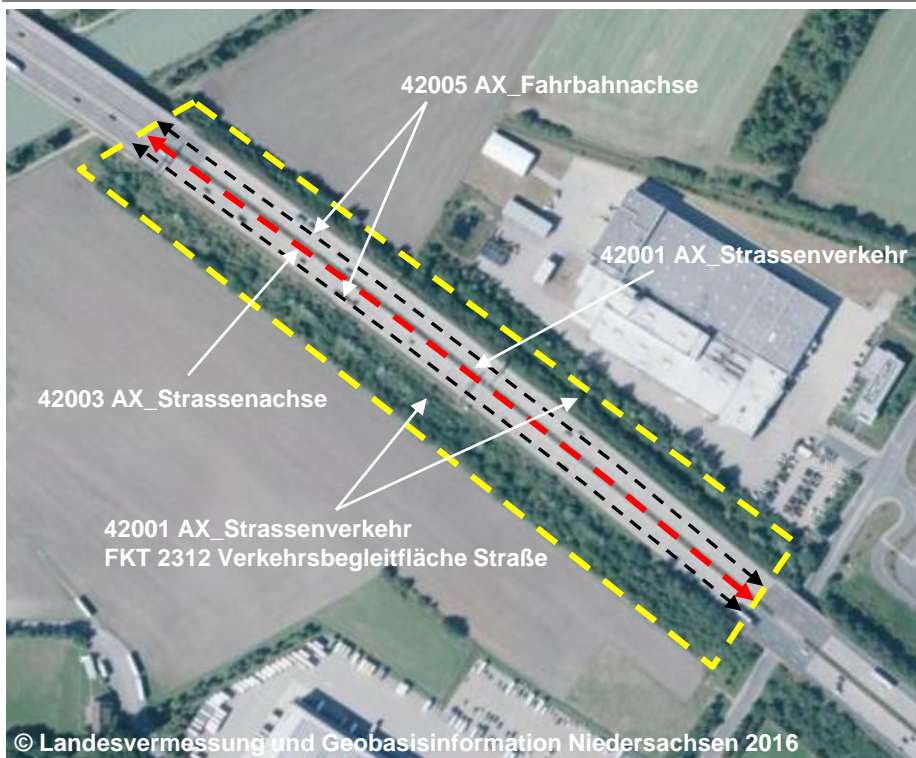 42005 AX_Fahrbahnachse
42001 AX_Strassenverkehr
42003 AX_Strassenachse
42001 AX_Strassenverkehr
FKT 2312 Verkehrsbegleitfläche Straße
© Landesvermessung und Geobasisinformation Niedersachsen 2016